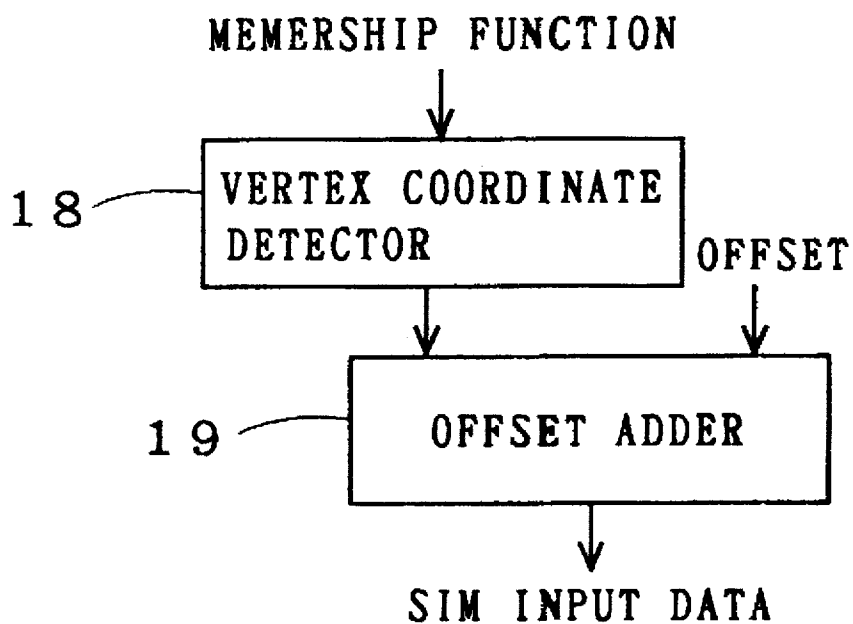 MEMERSHIP FUNCTION
18
VERTEX COORDINATE
DETECTOR
OFFSET
19
OFFSET ADDER
SIM INPUT DATA